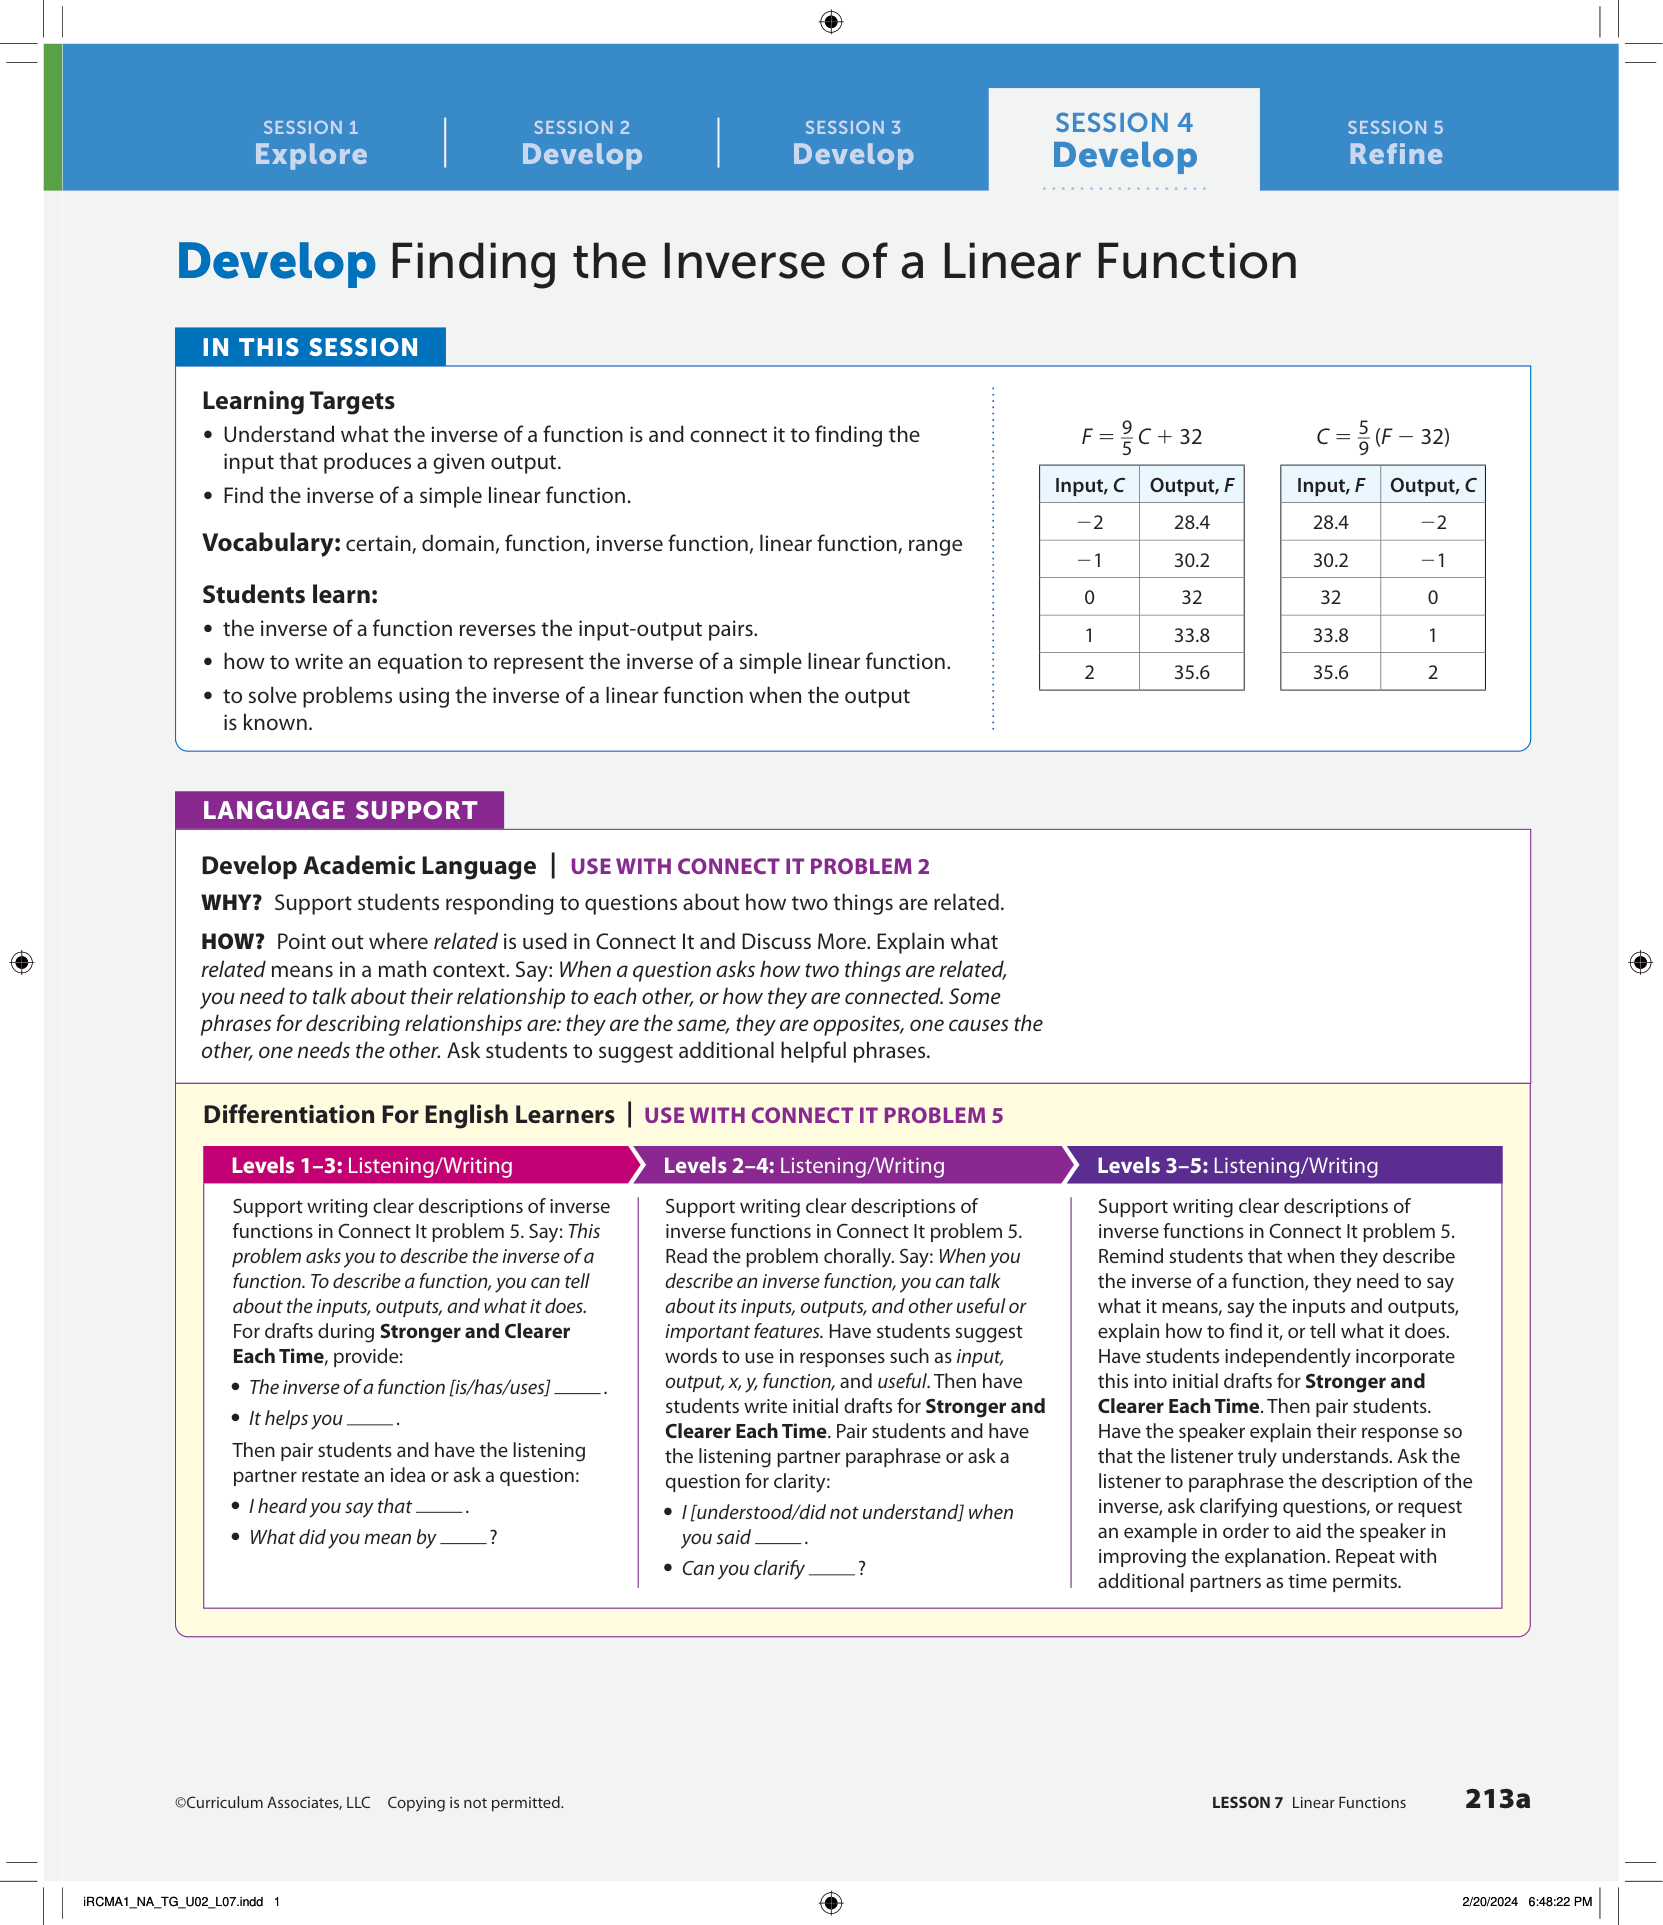 SESSION 1
Explore
SESSION 2
Develop
SESSION 3
Develop
SESSION 4
Develop
SESSION 5
Refine
Develop Finding the Inverse of a Linear Function
IN THIS SESSION
Learning Targets
• Understand what the inverse of a function is and connect it to finding the
input that produces a given output.
• Find the inverse of a simple linear function.
Vocabulary: certain, domain, function, inverse function, linear function, range
Students learn:
• the inverse of a function reverses the input-output pairs.
• how to write an equation to represent the inverse of a simple linear function.
• to solve problems using the inverse of a linear function when the output
is known.
F = 9/5 C + 32
Input, C Output, F
−2 28.4
−1 30.2
0 32
1 33.8
2 35.6
C = 5/9 (F − 32)
Input, F Output, C
28.4 −2
30.2 −1
32 0
33.8 1
35.6 2
LANGUAGE SUPPORT
Develop Academic Language | USE WITH CONNECT IT PROBLEM 2
WHY? Support students responding to questions about how two things are related.
HOW? Point out where related is used in Connect It and Discuss More. Explain what
related means in a math context. Say: When a question asks how two things are related,
you need to talk about their relationship to each other, or how they are connected. Some
phrases for describing relationships are: they are the same, they are opposites, one causes the
other, one needs the other. Ask students to suggest additional helpful phrases.
Differentiation For English Learners | USE WITH CONNECT IT PROBLEM 5
Levels 1–3: Listening/Writing
Support writing clear descriptions of inverse
functions in Connect It problem 5. Say: This
problem asks you to describe the inverse of a
function. To describe a function, you can tell
about the inputs, outputs, and what it does.
For drafts during Stronger and Clearer
Each Time, provide:
• The inverse of a function [is/has/uses] _____ .
• It helps you _____ .
Then pair students and have the listening
partner restate an idea or ask a question:
• I heard you say that _____ .
• What did you mean by _____ ?
Levels 2–4: Listening/Writing
Support writing clear descriptions of
inverse functions in Connect It problem 5.
Read the problem chorally. Say: When you
describe an inverse function, you can talk
about its inputs, outputs, and other useful or
important features. Have students suggest
words to use in responses such as input,
output, x, y, function, and useful. Then have
students write initial drafts for Stronger and
Clearer Each Time. Pair students and have
the listening partner paraphrase or ask a
question for clarity:
• I [understood/did not understand] when
you said _____ .
• Can you clarify _____ ?
Levels 3–5: Listening/Writing
Support writing clear descriptions of
inverse functions in Connect It problem 5.
Remind students that when they describe
the inverse of a function, they need to say
what it means, say the inputs and outputs,
explain how to find it, or tell what it does.
Have students independently incorporate
this into initial drafts for Stronger and
Clearer Each Time. Then pair students.
Have the speaker explain their response so
that the listener truly understands. Ask the
listener to paraphrase the description of the
inverse, ask clarifying questions, or request
an example in order to aid the speaker in
improving the explanation. Repeat with
additional partners as time permits.
©Curriculum Associates, LLC Copying is not permitted.
LESSON 7 Linear Functions 213a
iRCMA1_NA_TG_U02_L07.indd 1
2/20/2024 6:48:22 PM